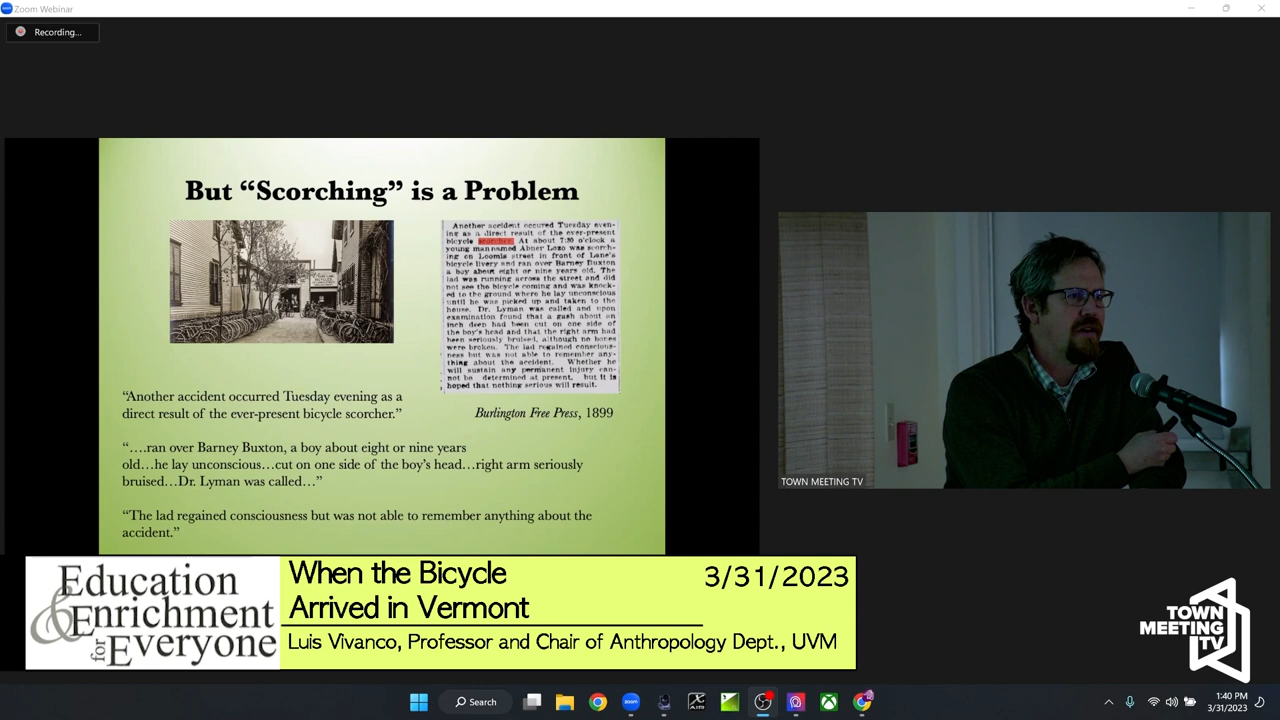 Zoom Webinar
Recording...
But “Scorching” is a Problem
Another accident occured Tuesday even-
ing as a direct result of the ever-present
bicycle scorcher. At about 7:30 o'clock a
young man named Abner Lozo was scorch-
ing on Loomis street in front of Lane's
bicycle livery and ran over Barney Buxton
a boy about eight or nine years old. The
lad was running across the street and did
not see the bicycle coming and was knock-
ed to the ground where he lay unconscious
until he was picked up and taken to the
house. Dr. Lyman was called and upon
examination found that a gash about an
inch deep had been cut on one side of
the boy's head and that the right arm had
been seriously bruised, although no bones
were broken. The lad regained conscious-
ness but was not able to remember any-
thing about the accident. Whether he
will sustain any permanent injury can-
not be determined at present, but it is
hoped that nothing serious will result.
Burlington Free Press, 1899
“Another accident occurred Tuesday evening as a
direct result of the ever-present bicycle scorcher.”
“….ran over Barney Buxton, a boy about eight or nine years
old…he lay unconscious…cut on one side of the boy’s head…right arm seriously
bruised…Dr. Lyman was called…”
“The lad regained consciousness but was not able to remember anything about the
accident.”
TOWN MEETING TV
Education
& Enrichment
for Everyone
When the Bicycle
Arrived in Vermont
3/31/2023
Luis Vivanco, Professor and Chair of Anthropology Dept., UVM
TOWN
MEETING
TV
Search
zoom
1:40 PM
3/31/2023